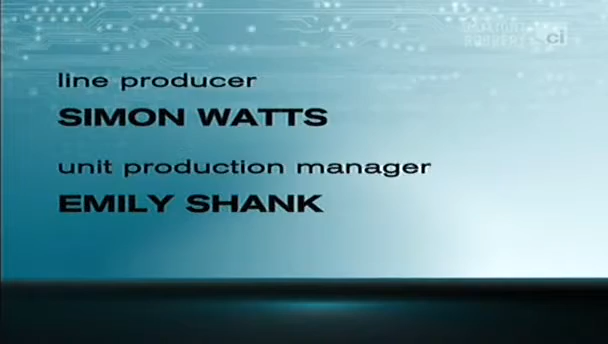 line producer
SIMON WATTS
unit production manager
EMILY SHANK
ci